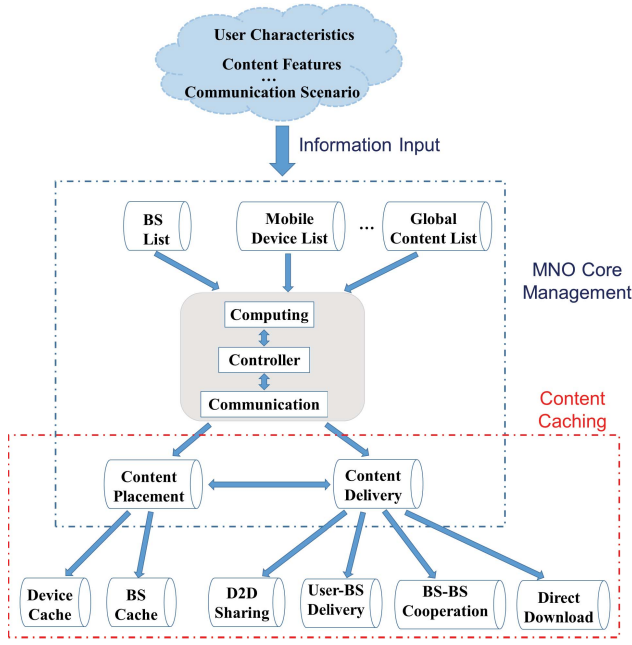 User Characteristics
Content Features
...
Communication Scenario
Information Input
BS
List
Mobile
Device List
...
Global
Content List
MNO Core
Management
Computing
Controller
Communication
Content
Caching
Content
Placement
Content
Delivery
Device
Cache
BS
Cache
D2D
Sharing
User-BS
Delivery
BS-BS
Cooperation
Direct
Download